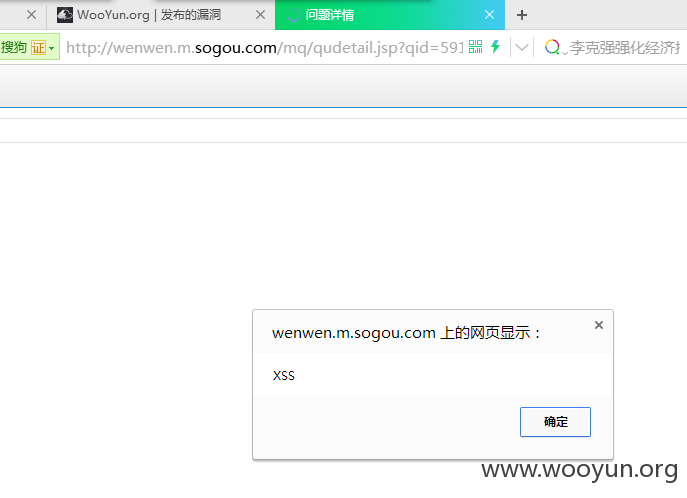 WooYun.org | 发布的漏洞
问题详情
搜狗 证 http://wenwen.m.sogou.com/mq/qudetail.jsp?qid=591
李克强强化经济
wenwen.m.sogou.com 上的网页显示：
xss
确定
www.wooyun.org